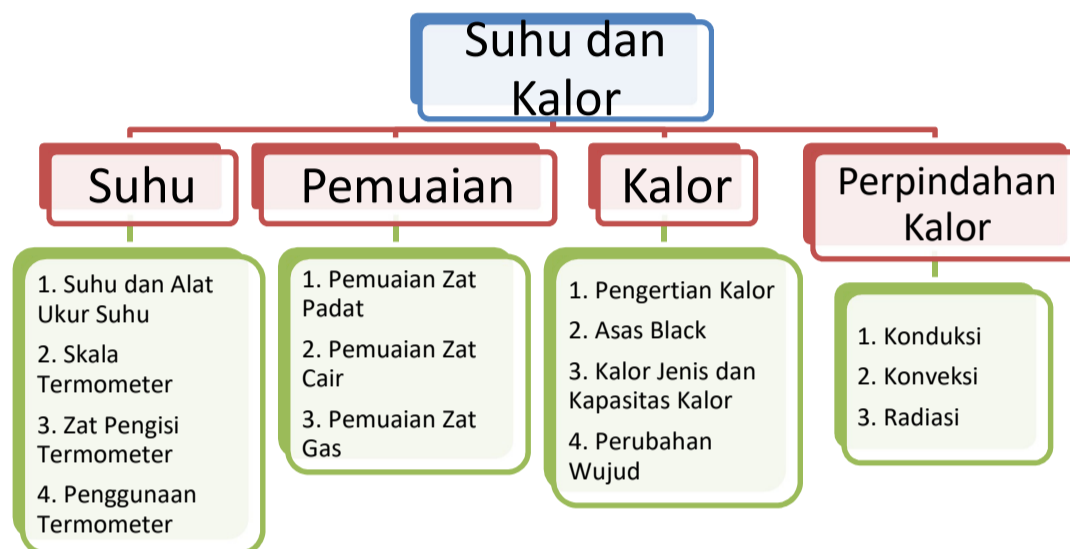 Suhu dan
Kalor
Suhu
1. Suhu dan Alat
Ukur Suhu
2. Skala
Termometer
3. Zat Pengisi
Termometer
4. Penggunaan
Termometer
Pemuaian
1. Pemuaian Zat
Padat
2. Pemuaian Zat
Cair
3. Pemuaian Zat
Gas
Kalor
1. Pengertian Kalor
2. Asas Black
3. Kalor Jenis dan
Kapasitas Kalor
4. Perubahan
Wujud
Perpindahan
Kalor
1. Konduksi
2. Konveksi
3. Radiasi